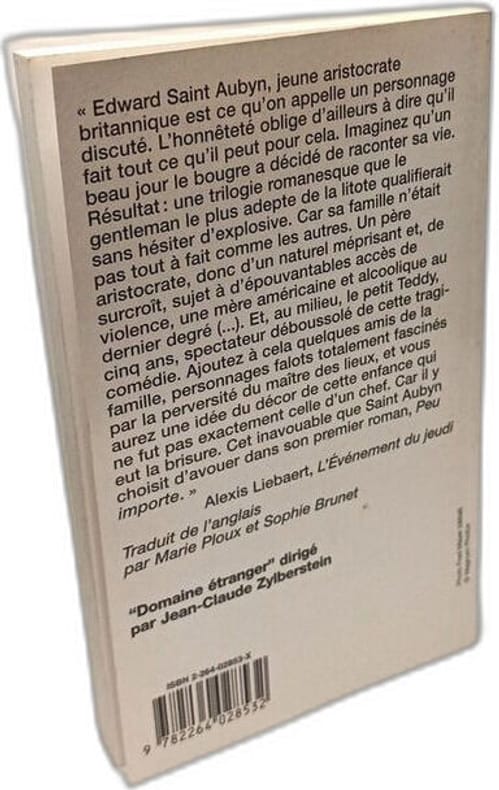 « Edward Saint Aubyn, jeune aristocrate
britannique est ce qu'on appelle un personnage
discuté. L'honnêteté oblige d'ailleurs à dire qu'il
fait tout ce qu'il peut pour cela. Imaginez qu'un
beau jour le bougre a décidé de raconter sa vie.
Résultat : une trilogie romanesque que le
gentleman le plus adepte de la litote qualifierait
sans hésiter d'explosive. Car sa famille n'était
pas tout à fait comme les autres. Un père
aristocrate, donc d'un naturel méprisant et, de
surcroît, sujet à d'épouvantables accès de
violence, une mère américaine et alcoolique au
dernier degré (...). Et, au milieu, le petit Teddy,
cinq ans, spectateur déboussolé de cette tragi-
comédie. Ajoutez à cela quelques amis de la
famille, personnages falots totalement fascinés
par la perversité du maître des lieux, et vous
aurez une idée du décor de cette enfance qui
ne fut pas exactement celle d'un chef. Car il y
eut la brisure. Cet inavouable que Saint Aubyn
choisit d'avouer dans son premier roman, Peu
importe. »
Alexis Liebaert, L'Événement du jeudi
Traduit de l'anglais
par Marie Ploux et Sophie Brunet
"Domaine étranger" dirigé
par Jean-Claude Zylberstein
© Magnum Photos
ISBN 2-264-02853-X
9 782264 028532